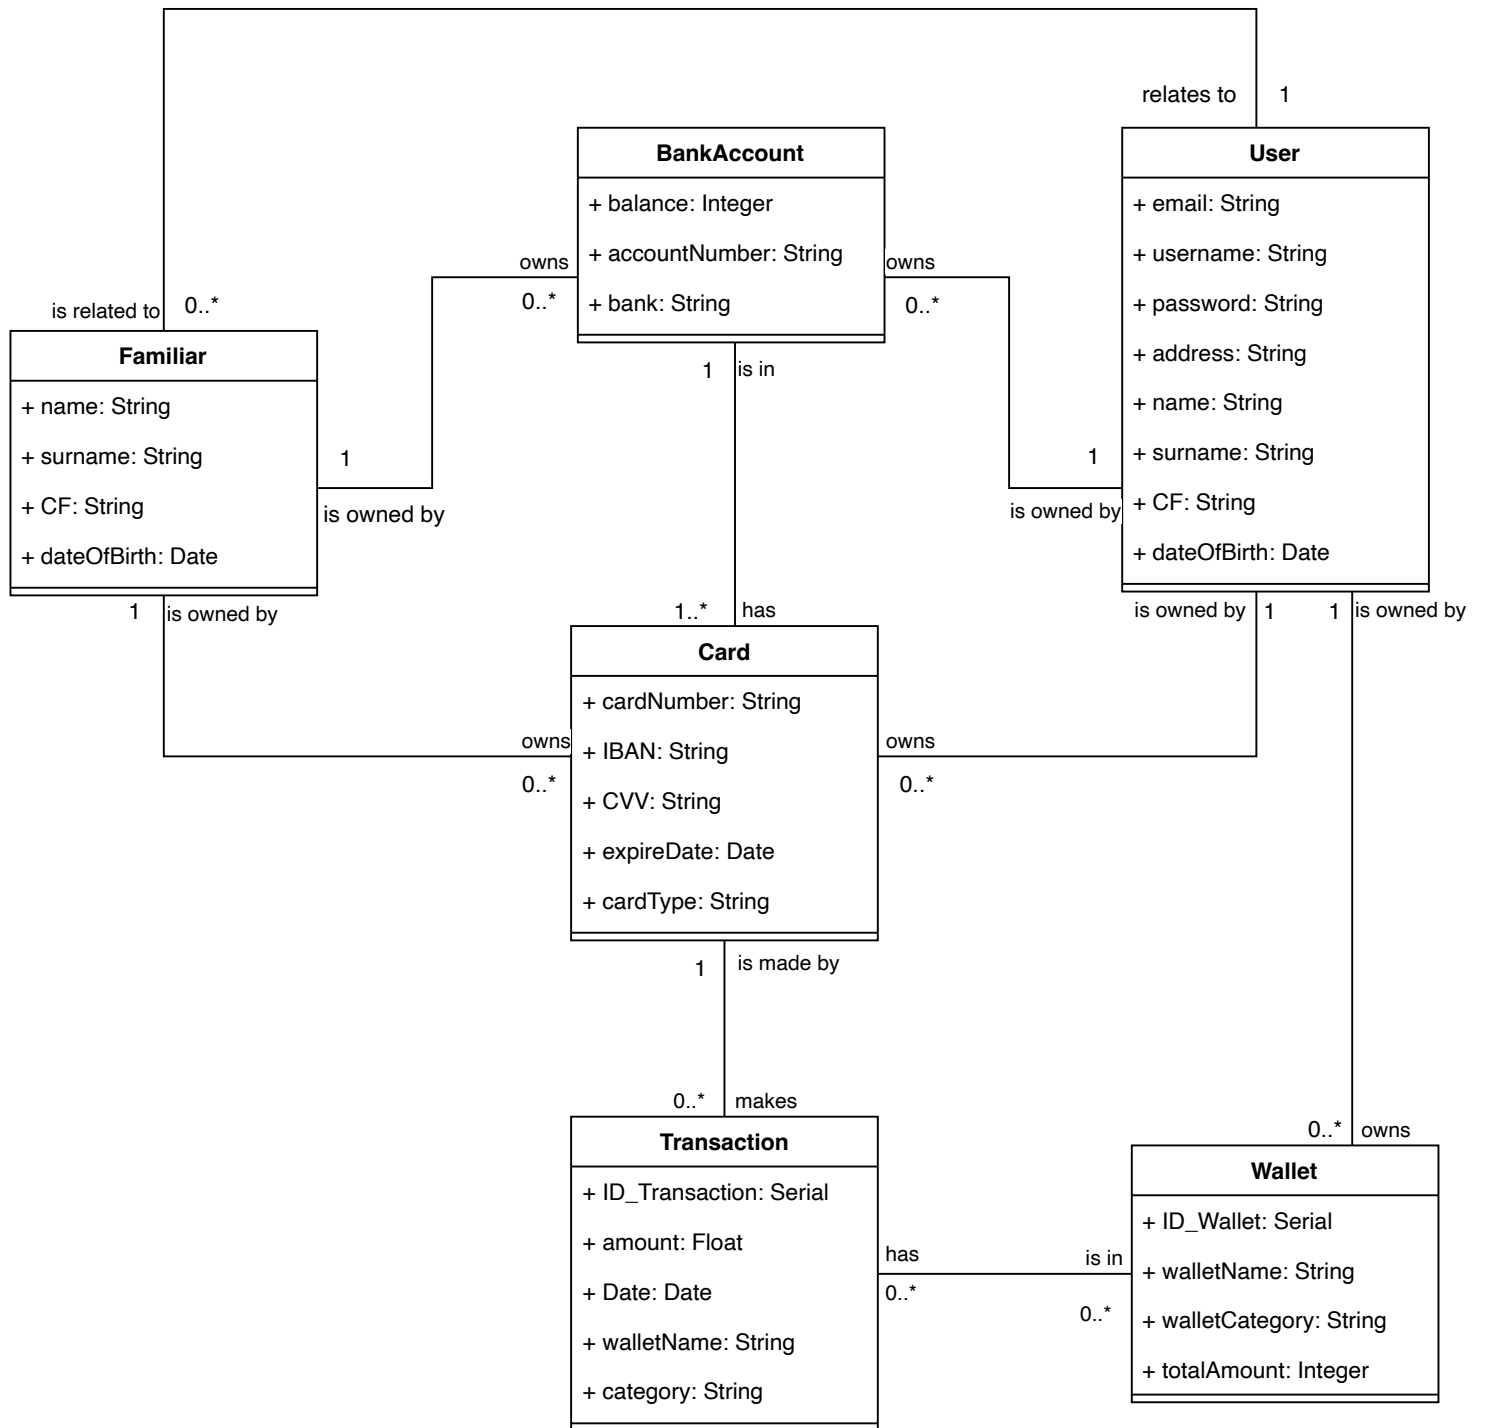 relates to 1
BankAccount
+ balance: Integer
+ accountNumber: String
+ bank: String
User
+ email: String
+ username: String
+ password: String
+ address: String
+ name: String
+ surname: String
+ CF: String
+ dateOfBirth: Date
owns
0..*
owns
0..*
is related to 0..*
Familiar
+ name: String
+ surname: String
+ CF: String
+ dateOfBirth: Date
1
is owned by
1
is owned by
1 is in
1..* has
1 is owned by
is owned by 1
1 is owned by
Card
+ cardNumber: String
+ IBAN: String
+ CVV: String
+ expireDate: Date
+ cardType: String
owns
0..*
owns
0..*
1 is made by
0..* makes
Transaction
+ ID_Transaction: Serial
+ amount: Float
+ Date: Date
+ walletName: String
+ category: String
has
0..*
is in
0..*
0..* owns
Wallet
+ ID_Wallet: Serial
+ walletName: String
+ walletCategory: String
+ totalAmount: Integer